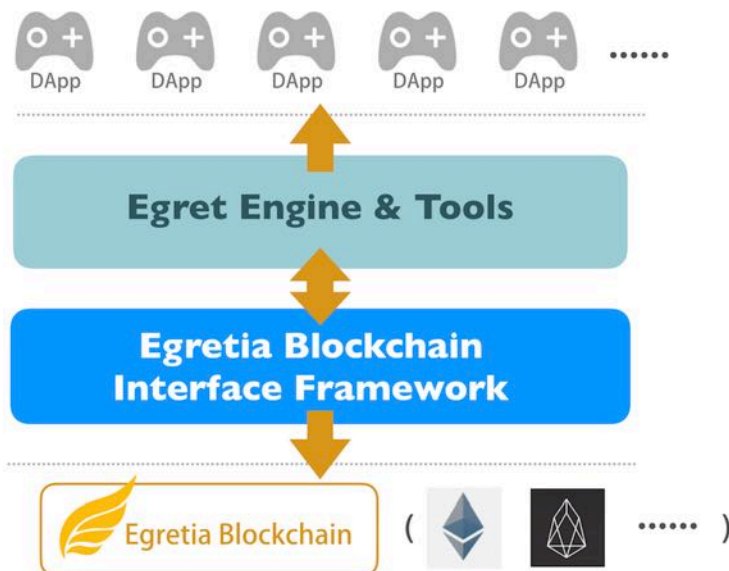 DApp DApp DApp DApp DApp ......
Egret Engine & Tools
Egretia Blockchain
Interface Framework
Egretia Blockchain ( ...... )